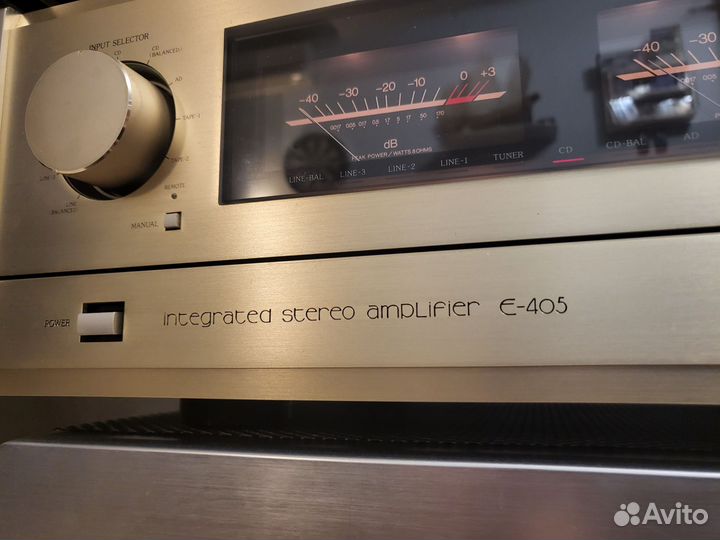 INPUT SELECTOR
CD
CD (BALANCED)
AD
TAPE-1
TAPE-2
LINE (BALANCED)
REMOTE
MANUAL
-40 -30 -20 -10 0 +3
dB
PEAK POWER/WATTS 8 OHMS
-40 -30
LINE-BAL LINE-3 LINE-2 LINE-1 TUNER CD CD-BAL AD
POWER
integrated stereo amplifier E-405
Avito